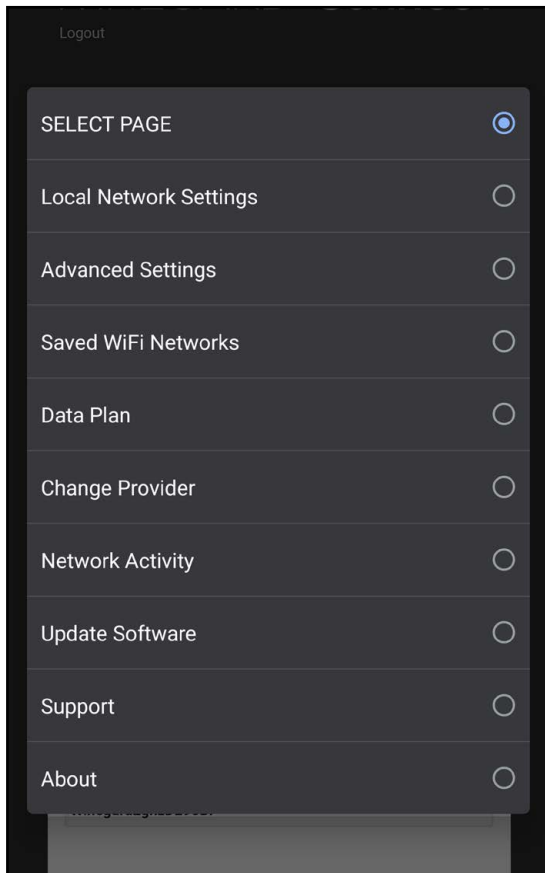 Logout
SELECT PAGE
Local Network Settings
Advanced Settings
Saved WiFi Networks
Data Plan
Change Provider
Network Activity
Update Software
Support
About